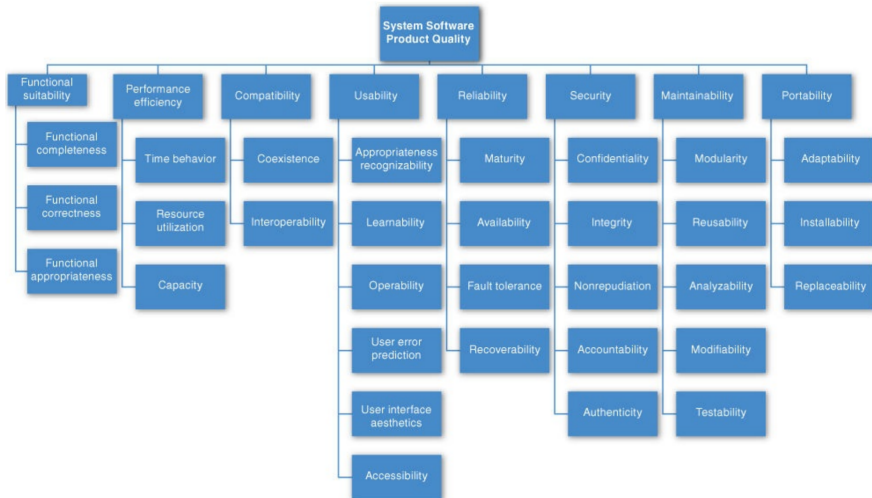 System Software
Product Quality
Functional
suitability
Performance
efficiency
Compatibility
Usability
Reliability
Security
Maintainability
Portability
Functional
completeness
Functional
correctness
Functional
appropriateness
Time behavior
Resource
utilization
Capacity
Coexistence
Interoperability
Appropriateness
recognizability
Learnability
Operability
User error
prediction
User interface
aesthetics
Accessibility
Maturity
Availability
Fault tolerance
Recoverability
Confidentiality
Integrity
Nonrepudiation
Accountability
Authenticity
Modularity
Reusability
Analyzability
Modifiability
Testability
Adaptability
Installability
Replaceability